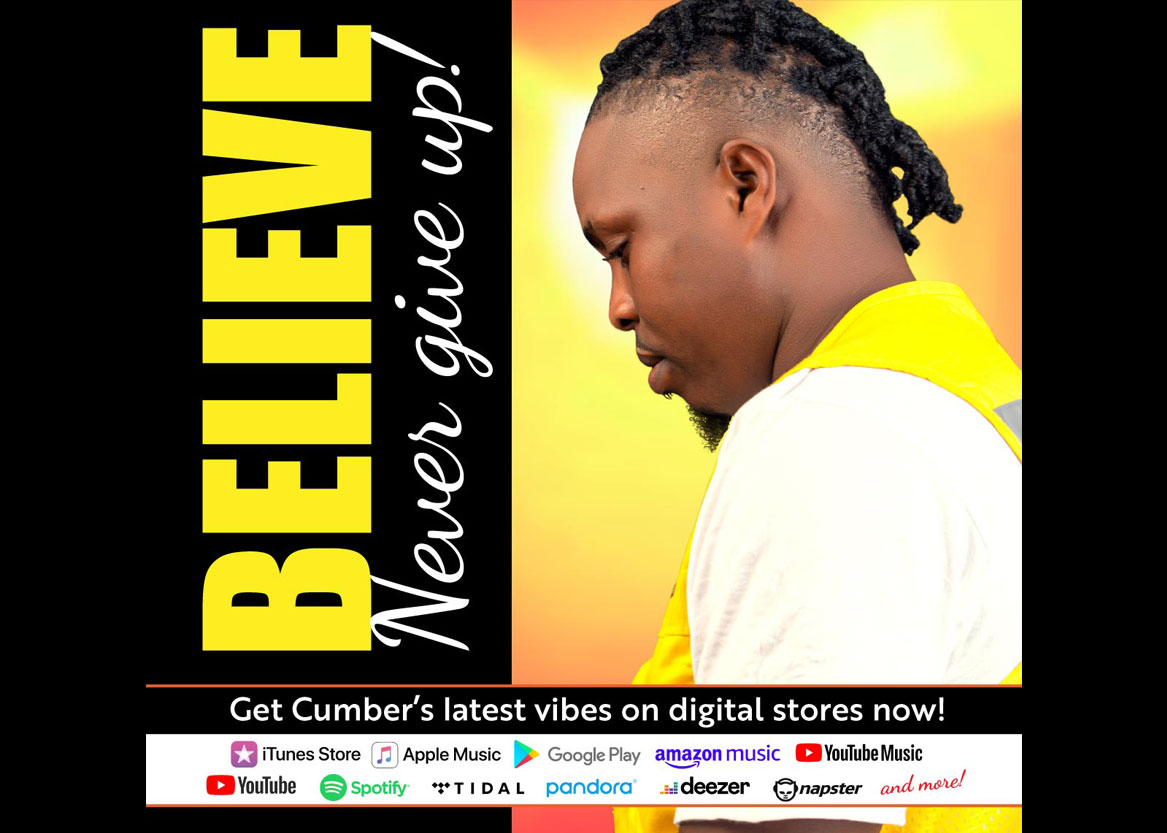 BELIEVE
Never give up!
Get Cumber's latest vibes on digital stores now!
iTunes Store Apple Music Google Play amazon music YouTube Music
YouTube Spotify TIDAL pandora deezer napster and more!